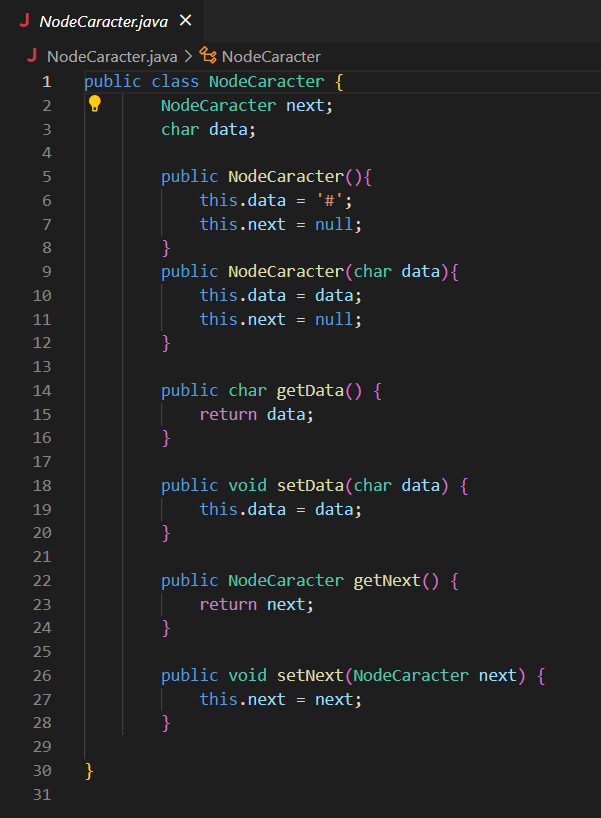 J NodeCaracter.java ×
J NodeCaracter.java > NodeCaracter
1 public class NodeCaracter {
2 NodeCaracter next;
3 char data;
4
5 public NodeCaracter(){
6 this.data = '#';
7 this.next = null;
8 }
9 public NodeCaracter(char data){
10 this.data = data;
11 this.next = null;
12 }
13
14 public char getData() {
15 return data;
16 }
17
18 public void setData(char data) {
19 this.data = data;
20 }
21
22 public NodeCaracter getNext() {
23 return next;
24 }
25
26 public void setNext(NodeCaracter next) {
27 this.next = next;
28 }
29
30 }
31